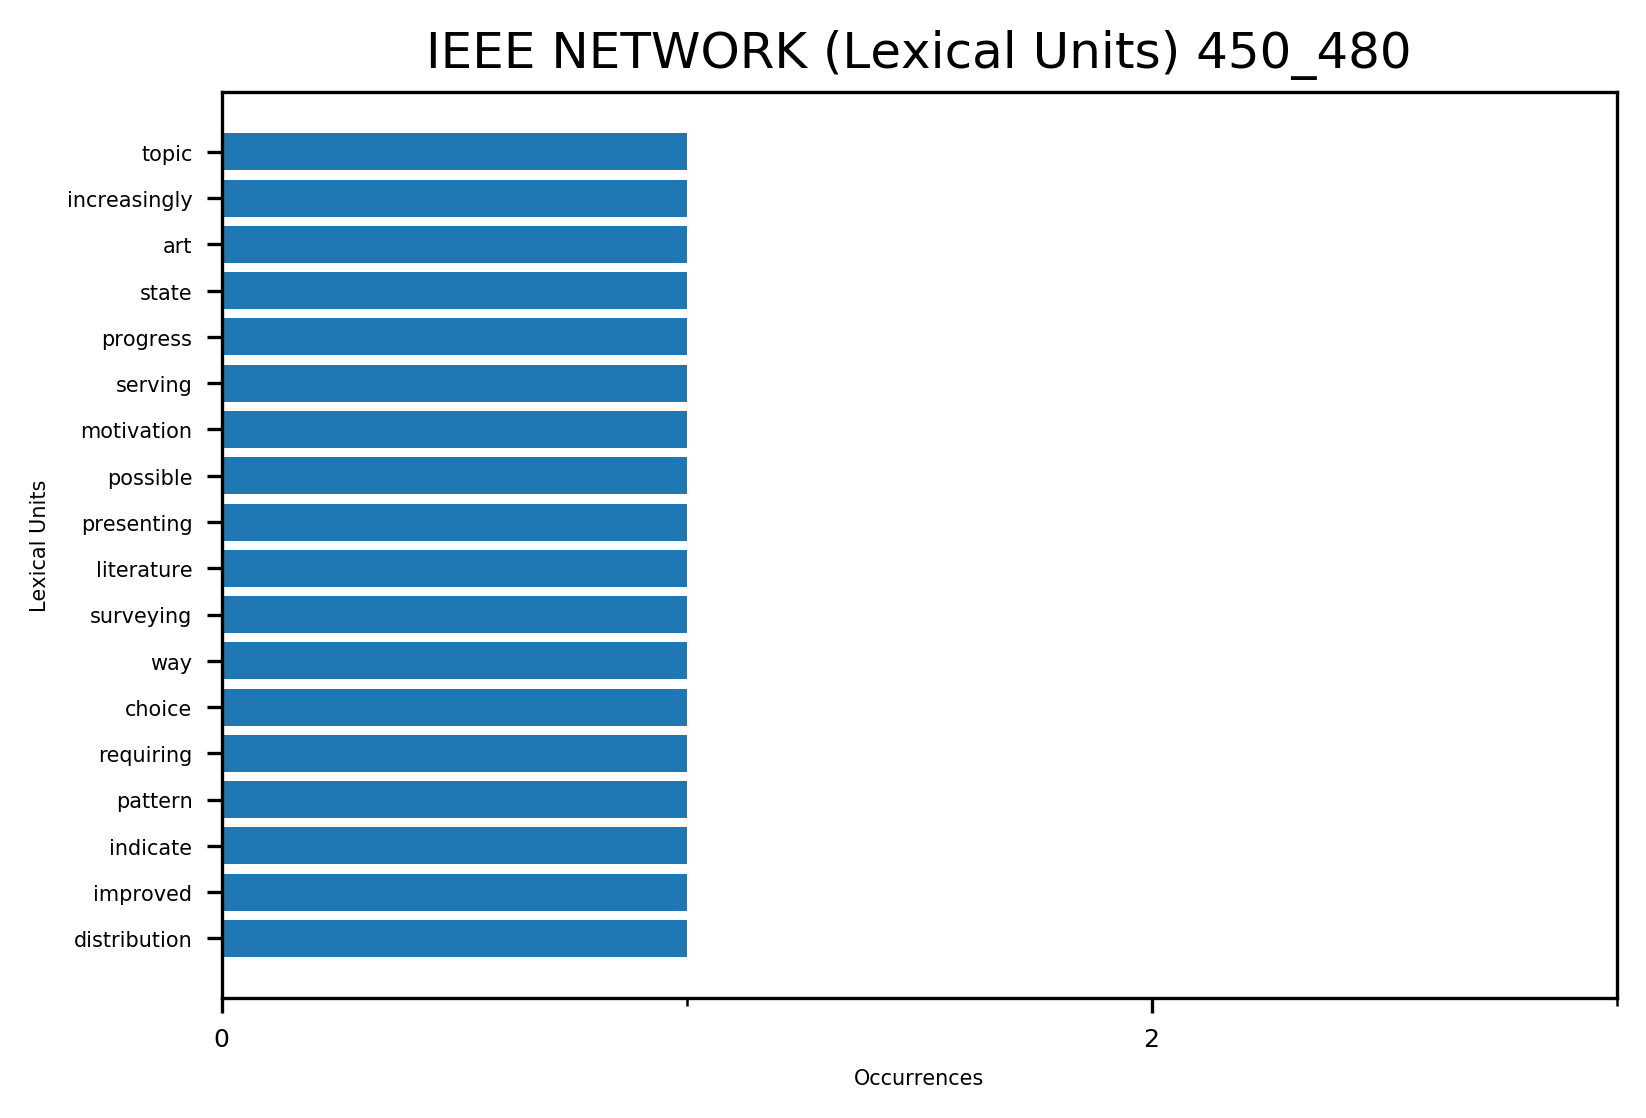 IEEE NETWORK (Lexical Units) 450_480
topic
increasingly
art
state
progress
serving
motivation
possible
presenting
literature
surveying
way
choice
requiring
pattern
indicate
improved
distribution
Lexical Units
0 2
Occurrences